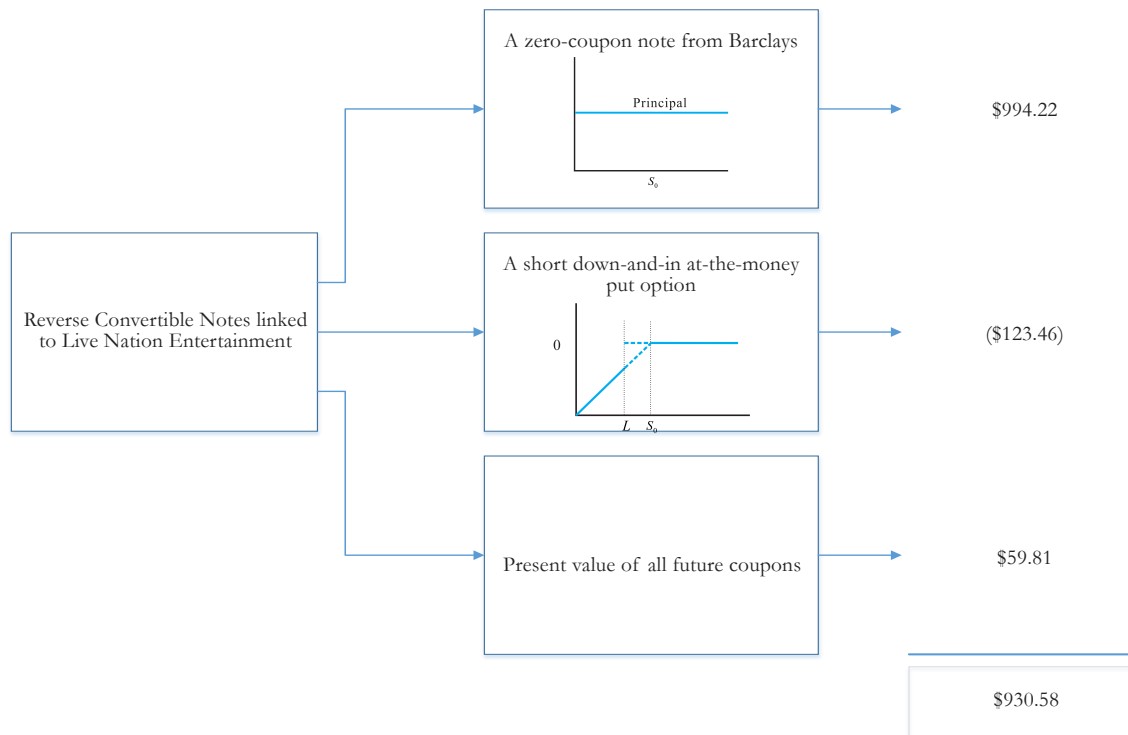 A zero-coupon note from Barclays
Principal
S₀
$994.22
Reverse Convertible Notes linked
to Live Nation Entertainment
A short down-and-in at-the-money
put option
0
L S₀
($123.46)
Present value of all future coupons
$59.81
$930.58